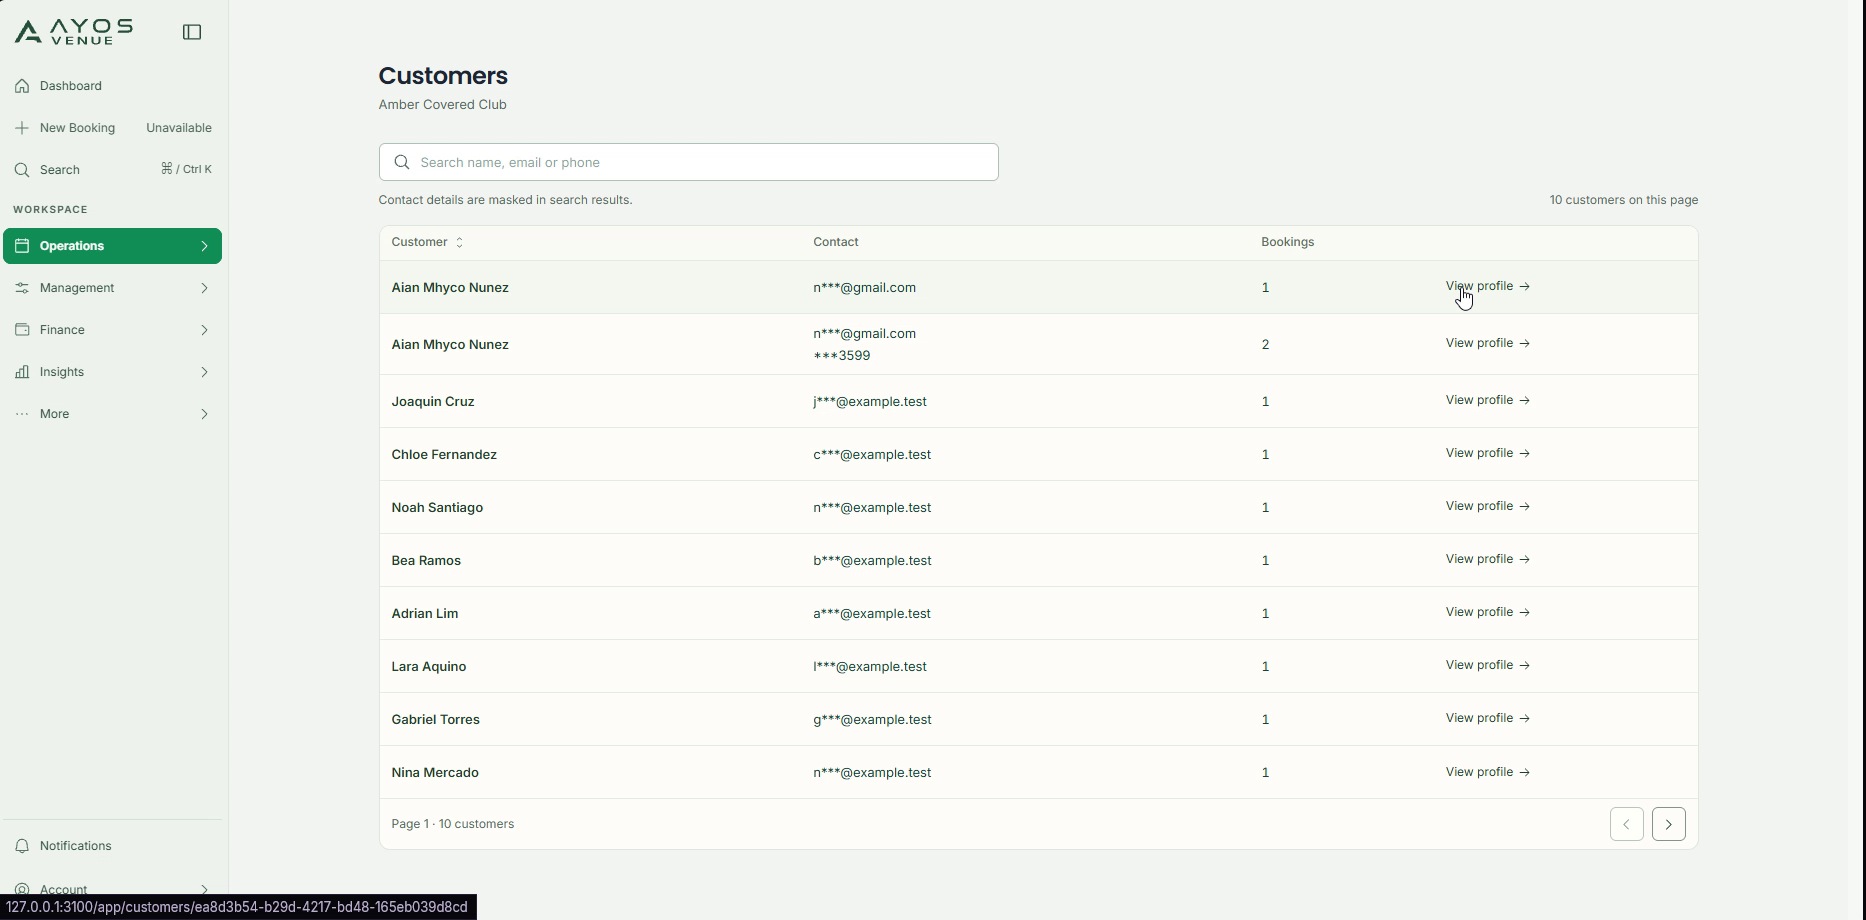 AYOS
VENUE
Dashboard
New Booking Unavailable
Search ⌘ / Ctrl K
WORKSPACE
Operations
Management
Finance
Insights
More
Notifications
Account
Customers
Amber Covered Club
Search name, email or phone
Contact details are masked in search results. 10 customers on this page
Customer Contact Bookings
Aian Mhyco Nunez n***@gmail.com 1 View profile →
Aian Mhyco Nunez n***@gmail.com ***3599 2 View profile →
Joaquin Cruz j***@example.test 1 View profile →
Chloe Fernandez c***@example.test 1 View profile →
Noah Santiago n***@example.test 1 View profile →
Bea Ramos b***@example.test 1 View profile →
Adrian Lim a***@example.test 1 View profile →
Lara Aquino l***@example.test 1 View profile →
Gabriel Torres g***@example.test 1 View profile →
Nina Mercado n***@example.test 1 View profile →
Page 1 · 10 customers
127.0.0.1:3100/app/customers/ea8d3b54-b29d-4217-bd48-165eb039d8cd